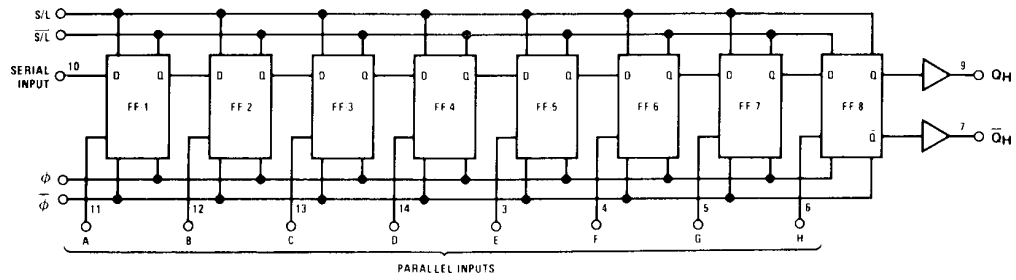 S/L
S/L
SERIAL INPUT
10
D Q
FF 1
D Q
FF 2
D Q
FF 3
D Q
FF 4
D Q
FF 5
D Q
FF 6
D Q
FF 7
D Q
FF 8
Q̄
9
QH
7
Q̄H
ϕ
ϕ̄
11
12
13
14
3
4
5
6
A
B
C
D
E
F
G
H
PARALLEL INPUTS